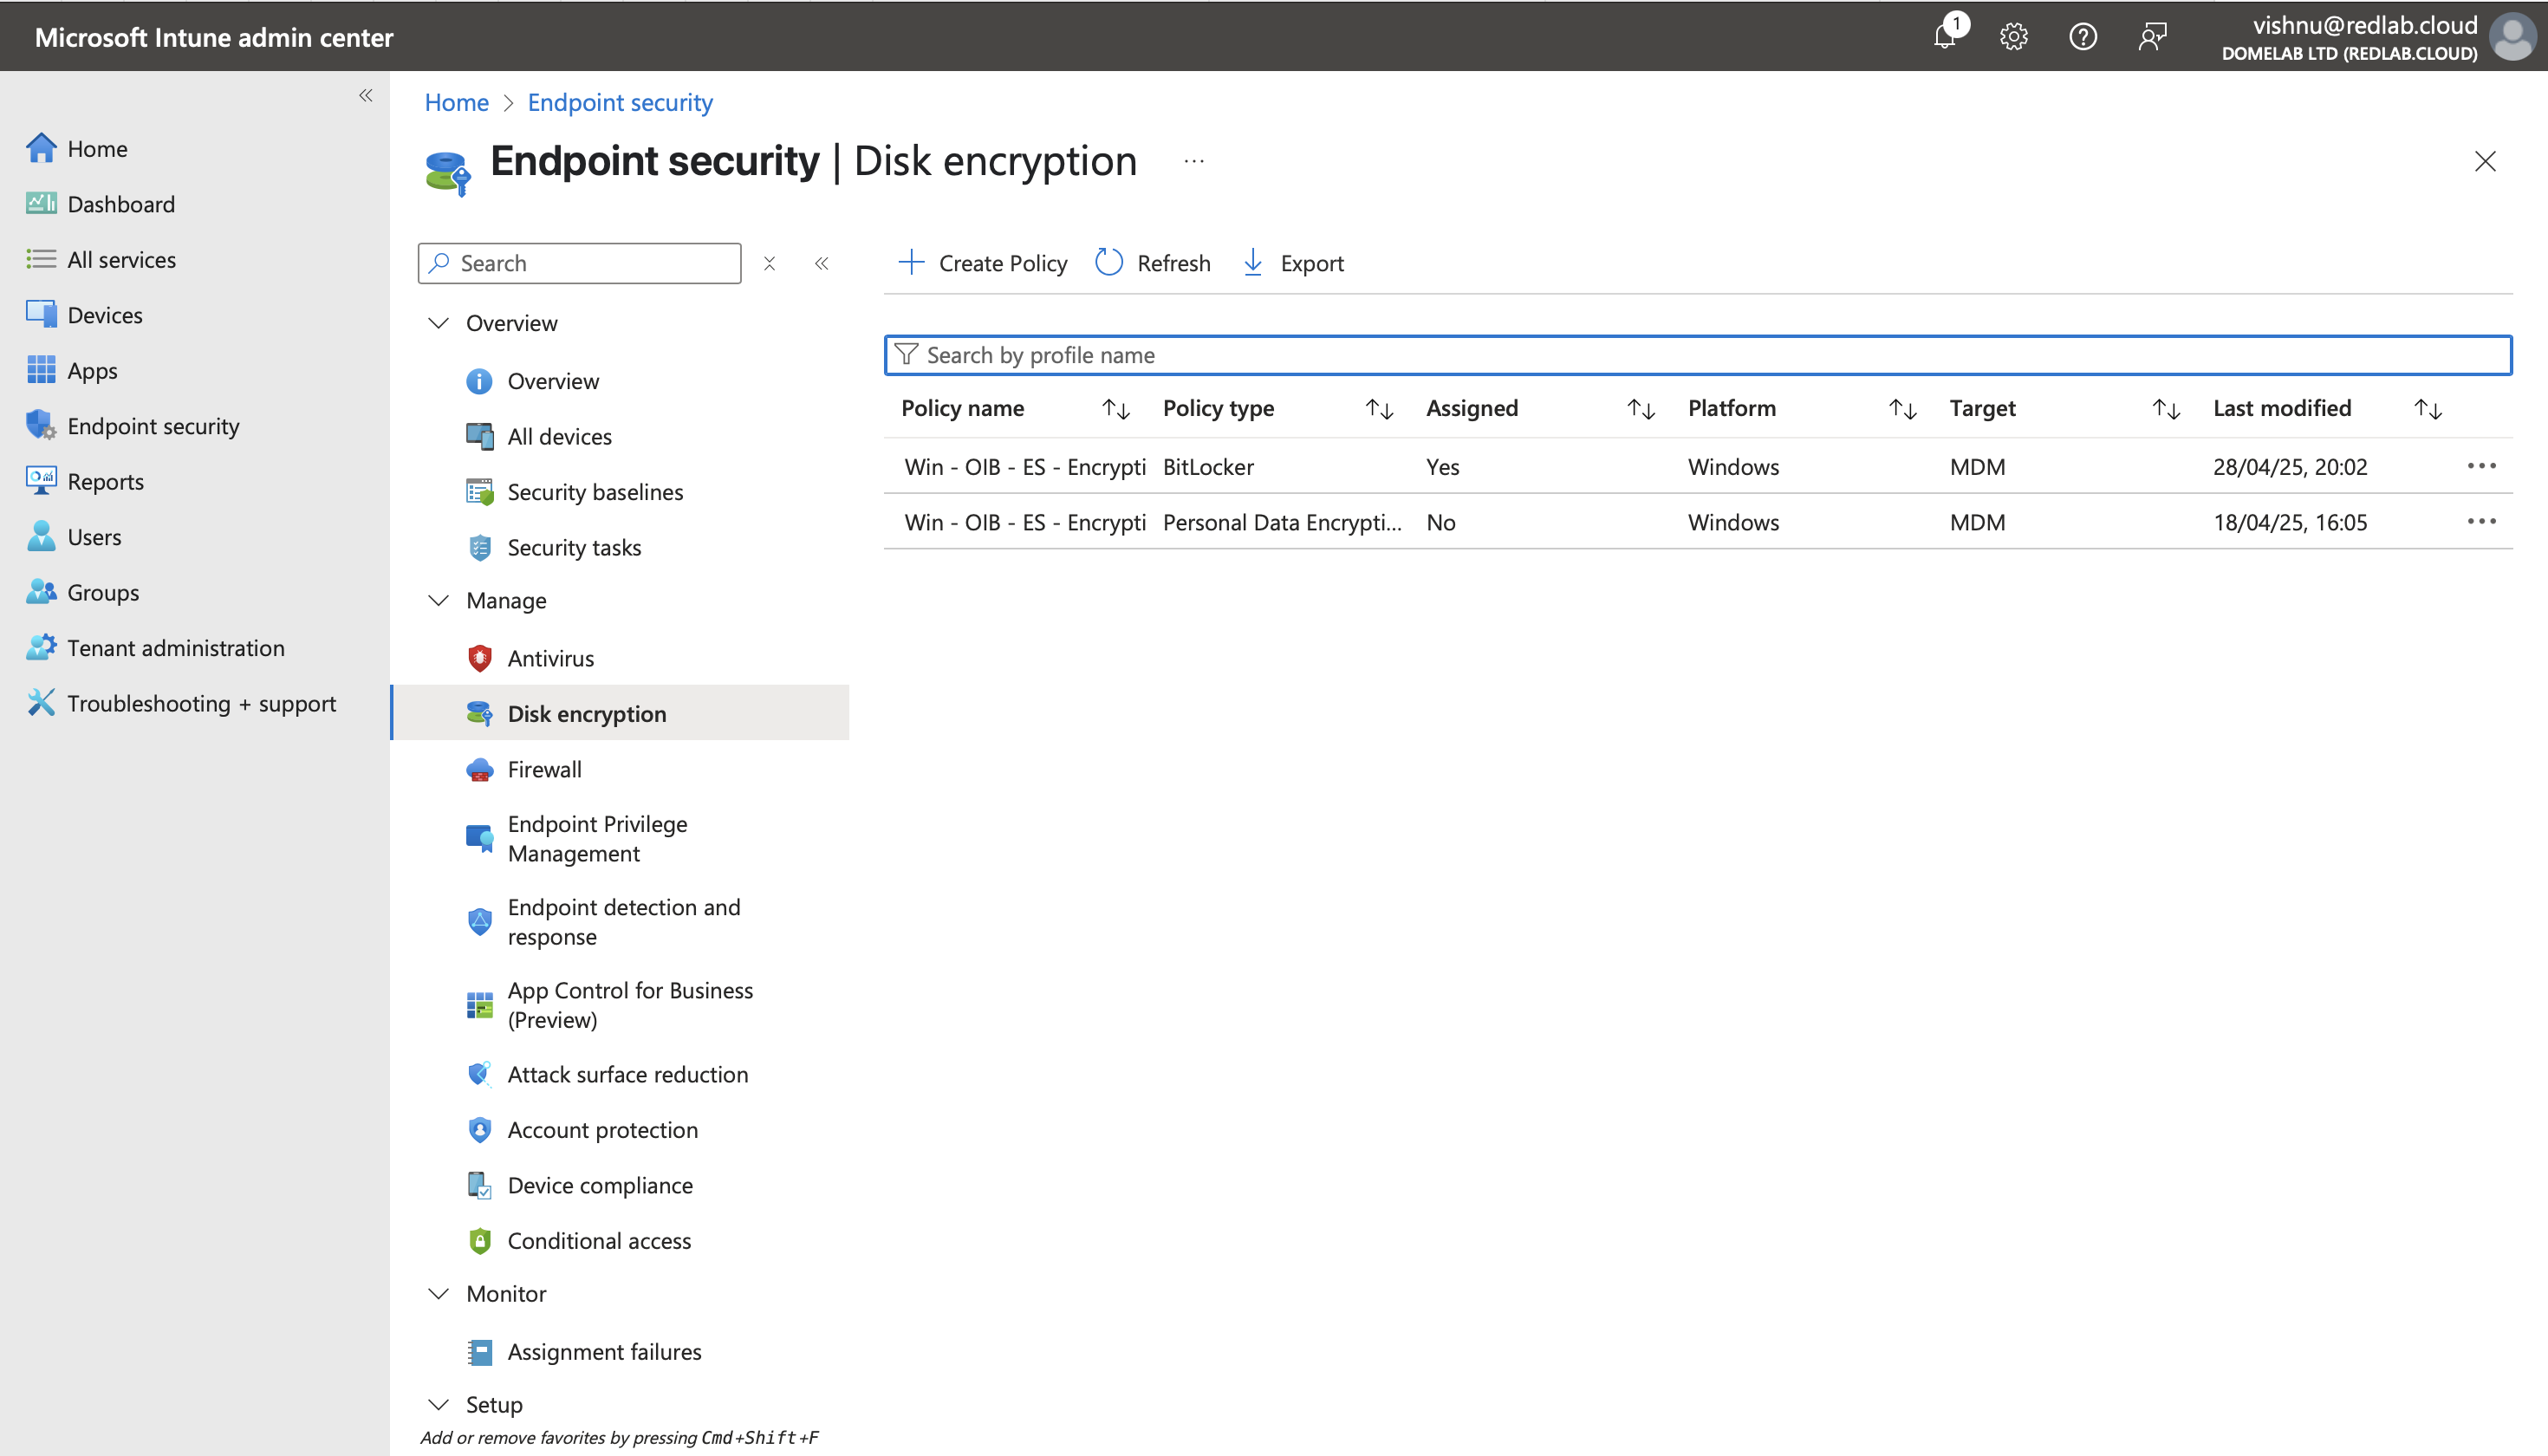 Microsoft Intune admin center
1
vishnu@redlab.cloud
DOMELAB LTD (REDLAB.CLOUD)
Home
Dashboard
All services
Devices
Apps
Endpoint security
Reports
Users
Groups
Tenant administration
Troubleshooting + support
Home > Endpoint security
Endpoint security | Disk encryption ...
Search
Overview
Overview
All devices
Security baselines
Security tasks
Manage
Antivirus
Disk encryption
Firewall
Endpoint Privilege
Management
Endpoint detection and
response
App Control for Business
(Preview)
Attack surface reduction
Account protection
Device compliance
Conditional access
Monitor
Assignment failures
Setup
Add or remove favorites by pressing Cmd+Shift+F
Create Policy Refresh Export
Search by profile name
Policy name Policy type Assigned Platform Target Last modified
Win - OIB - ES - Encrypti BitLocker Yes Windows MDM 28/04/25, 20:02
Win - OIB - ES - Encrypti Personal Data Encrypti... No Windows MDM 18/04/25, 16:05